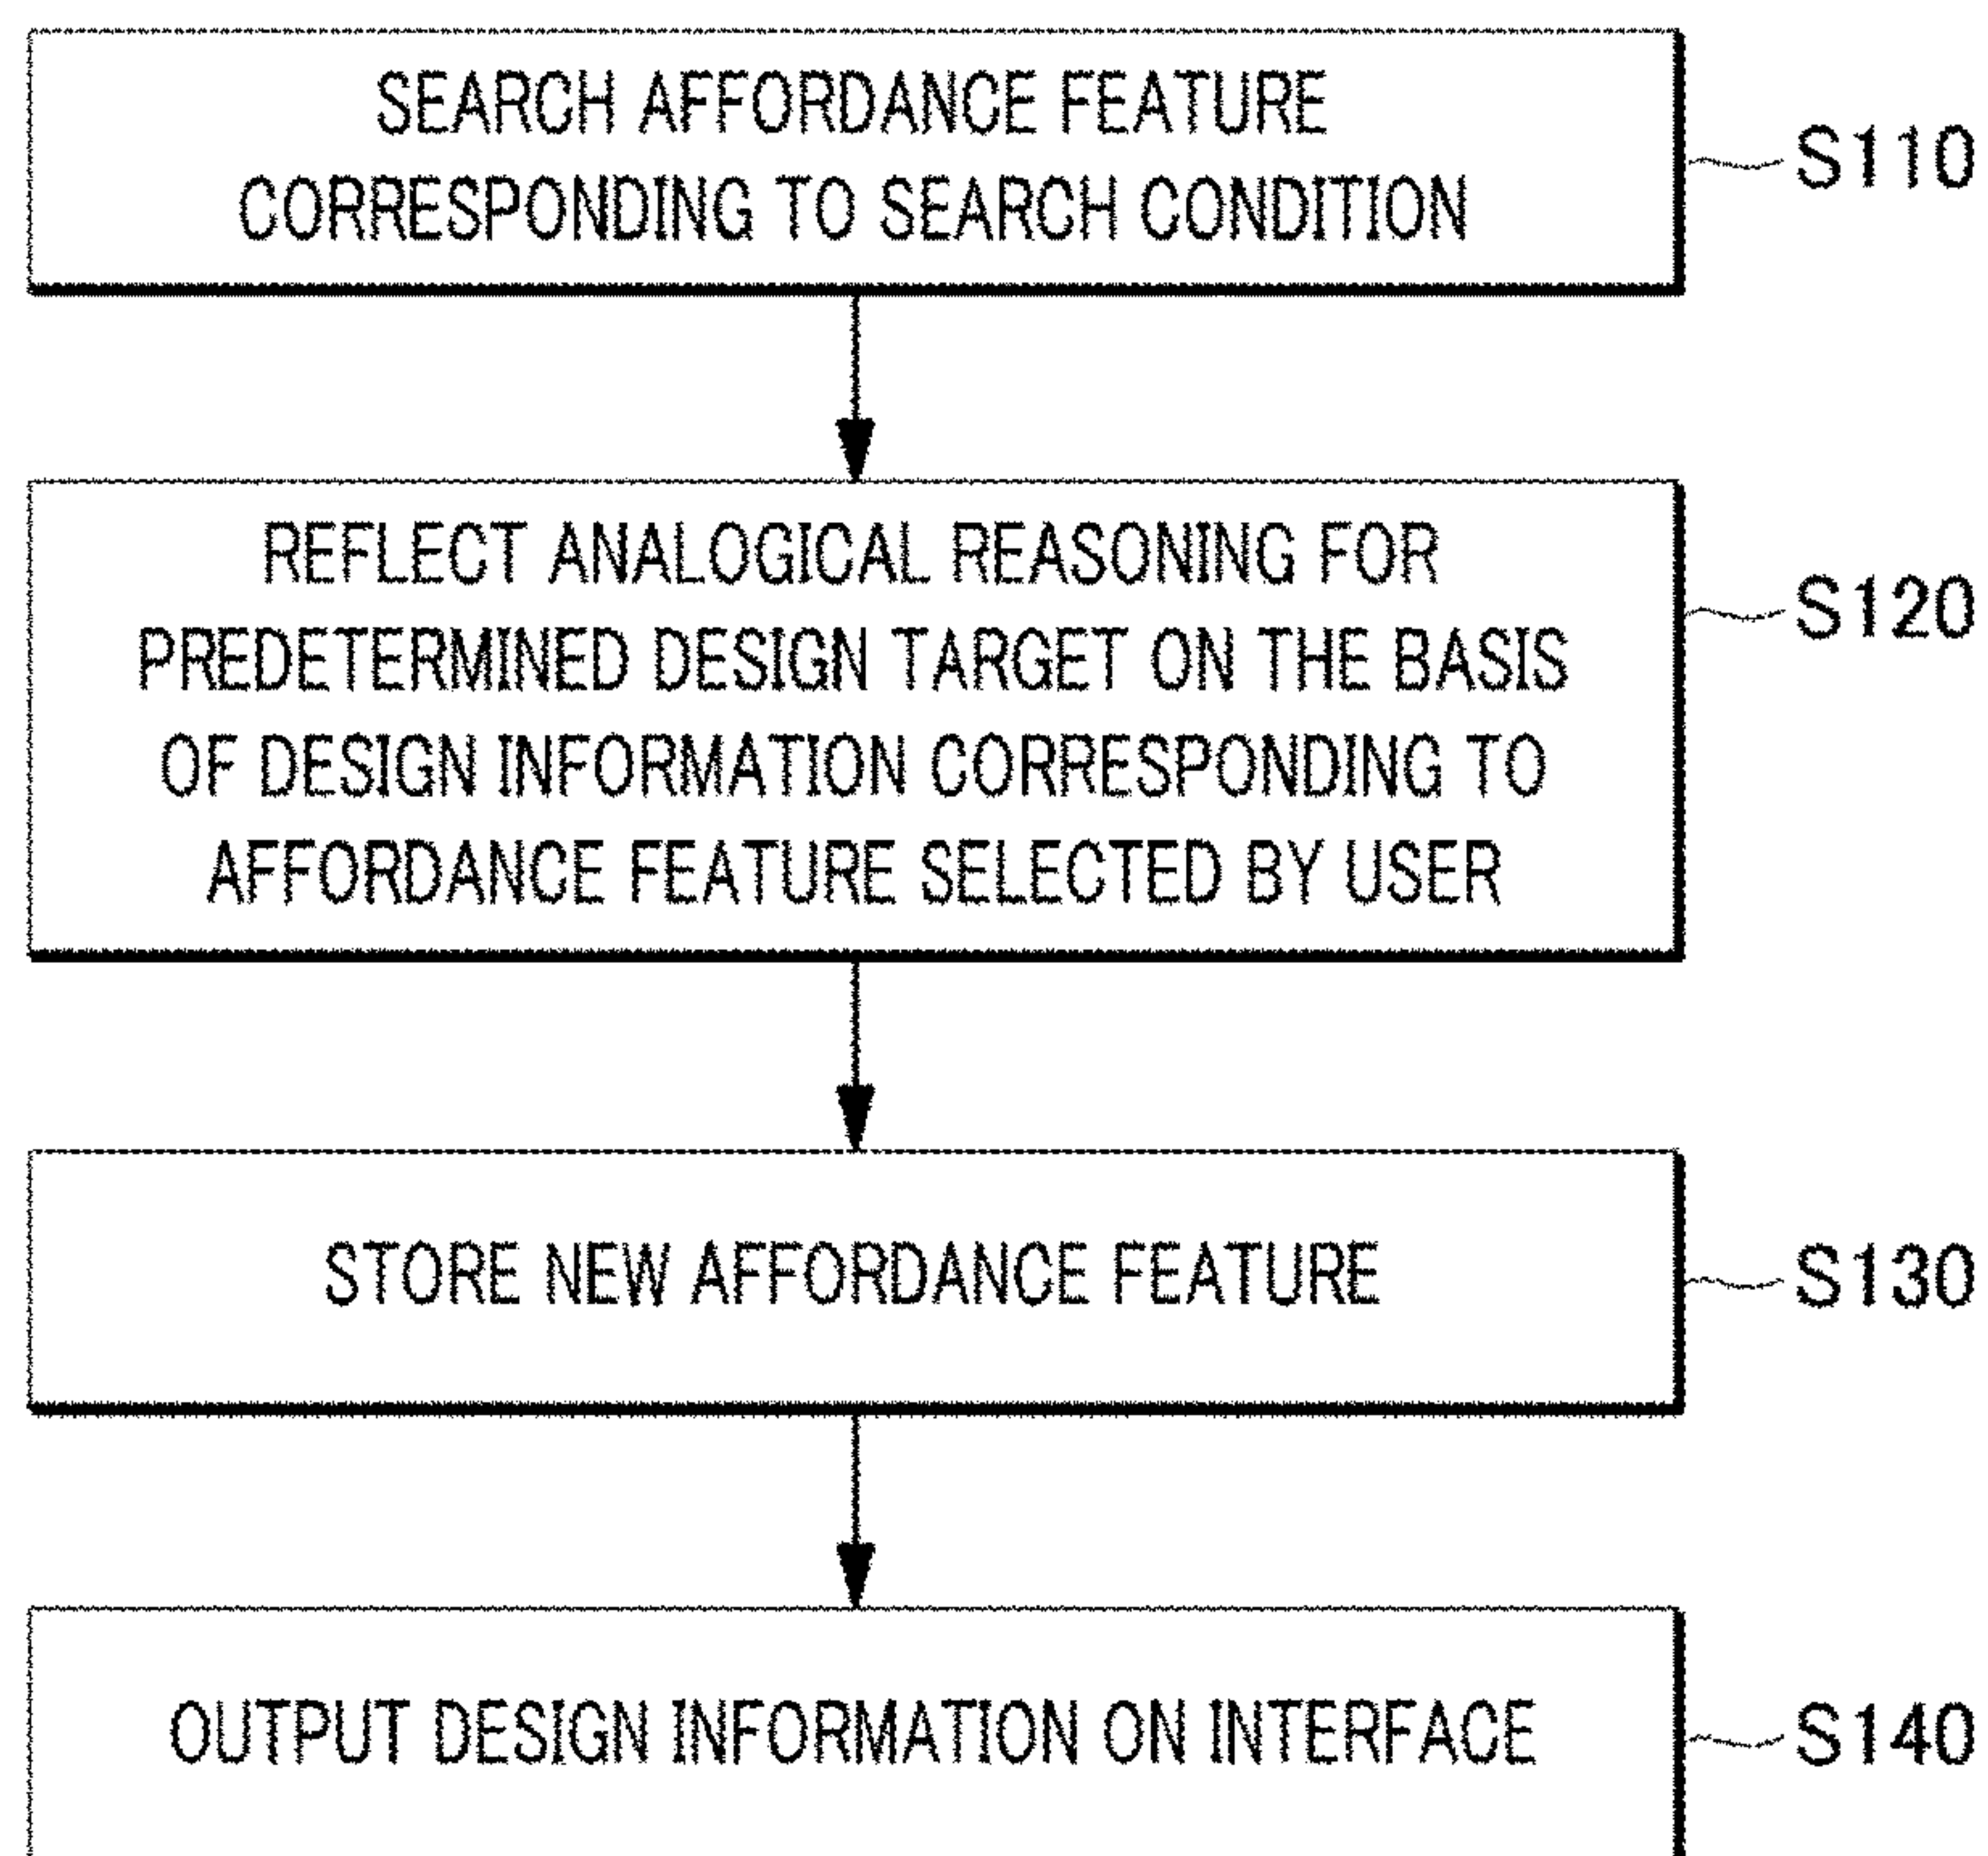 SEARCH AFFORDANCE FEATURE
CORRESPONDING TO SEARCH CONDITION
S110
REFLECT ANALOGICAL REASONING FOR
PREDETERMINED DESIGN TARGET ON THE BASIS
OF DESIGN INFORMATION CORRESPONDING TO
AFFORDANCE FEATURE SELECTED BY USER
S120
STORE NEW AFFORDANCE FEATURE
S130
OUTPUT DESIGN INFORMATION ON INTERFACE
S140